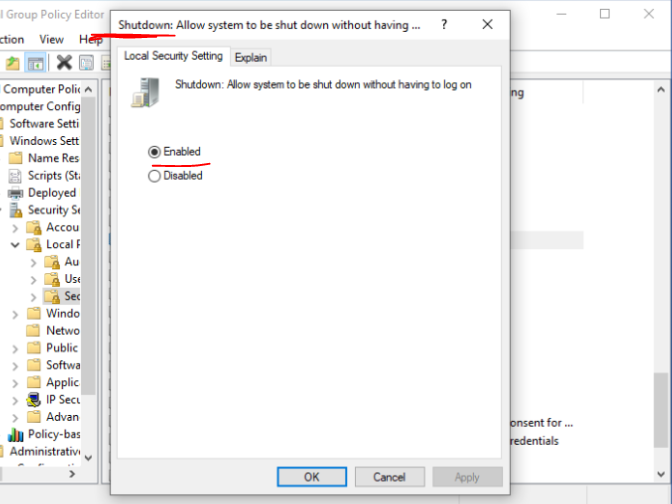 l Group Policy Editor
Shutdown: Allow system to be shut down without having ...
ction View Help
Local Security Setting
Explain
Shutdown: Allow system to be shut down without having to log on
Enabled
Disabled
Computer Polic
omputer Config
Software Setti
Windows Sett
Name Res
Scripts (Sta
Deployed
Security Se
Accou
Local P
Au
Use
Sec
Windo
Netwo
Public
Softwa
Applic
IP Secu
Advan
Policy-bas
Administrativ
ng
onsent for ...
redentials
OK
Cancel
Apply